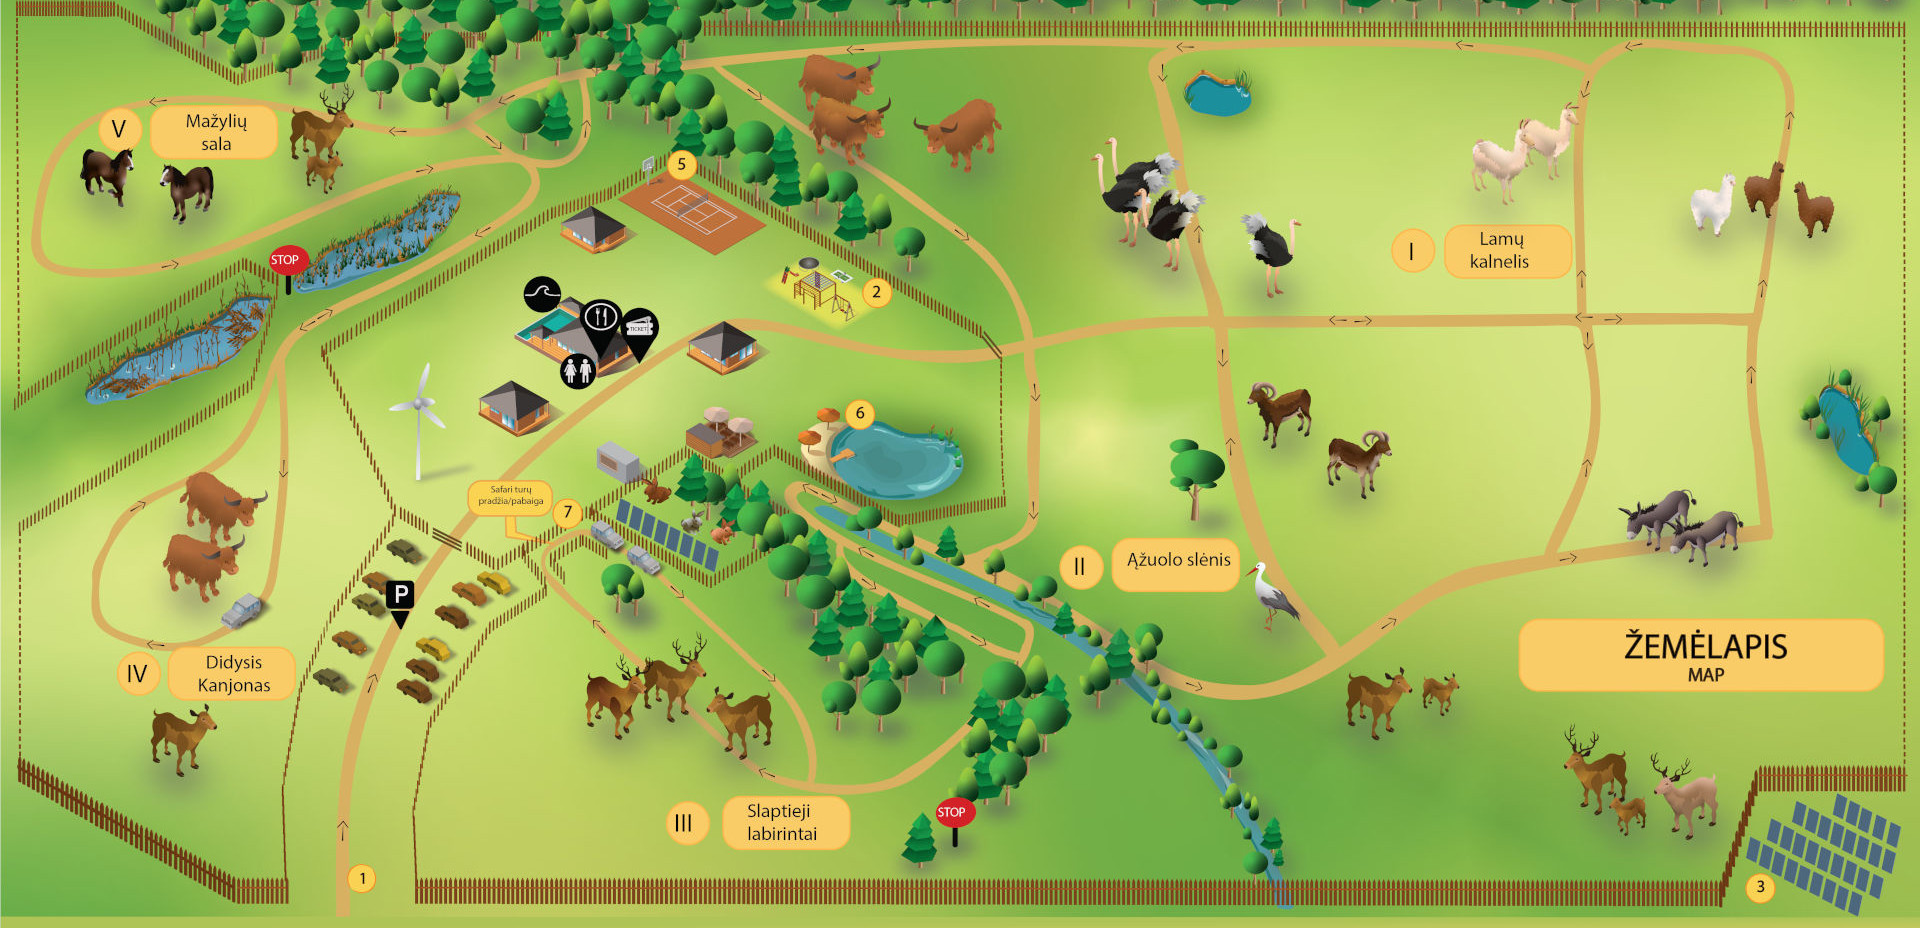 V
Mažylių
sala
5
STOP
2
I
Lamų
kalnelis
TICKET
6
Safari turų
pradžia/pabaiga
7
P
II
Ąžuolo slėnis
IV
Didysis
Kanjonas
ŽEMĖLAPIS
MAP
III
Slaptieji
labirintai
STOP
1
3